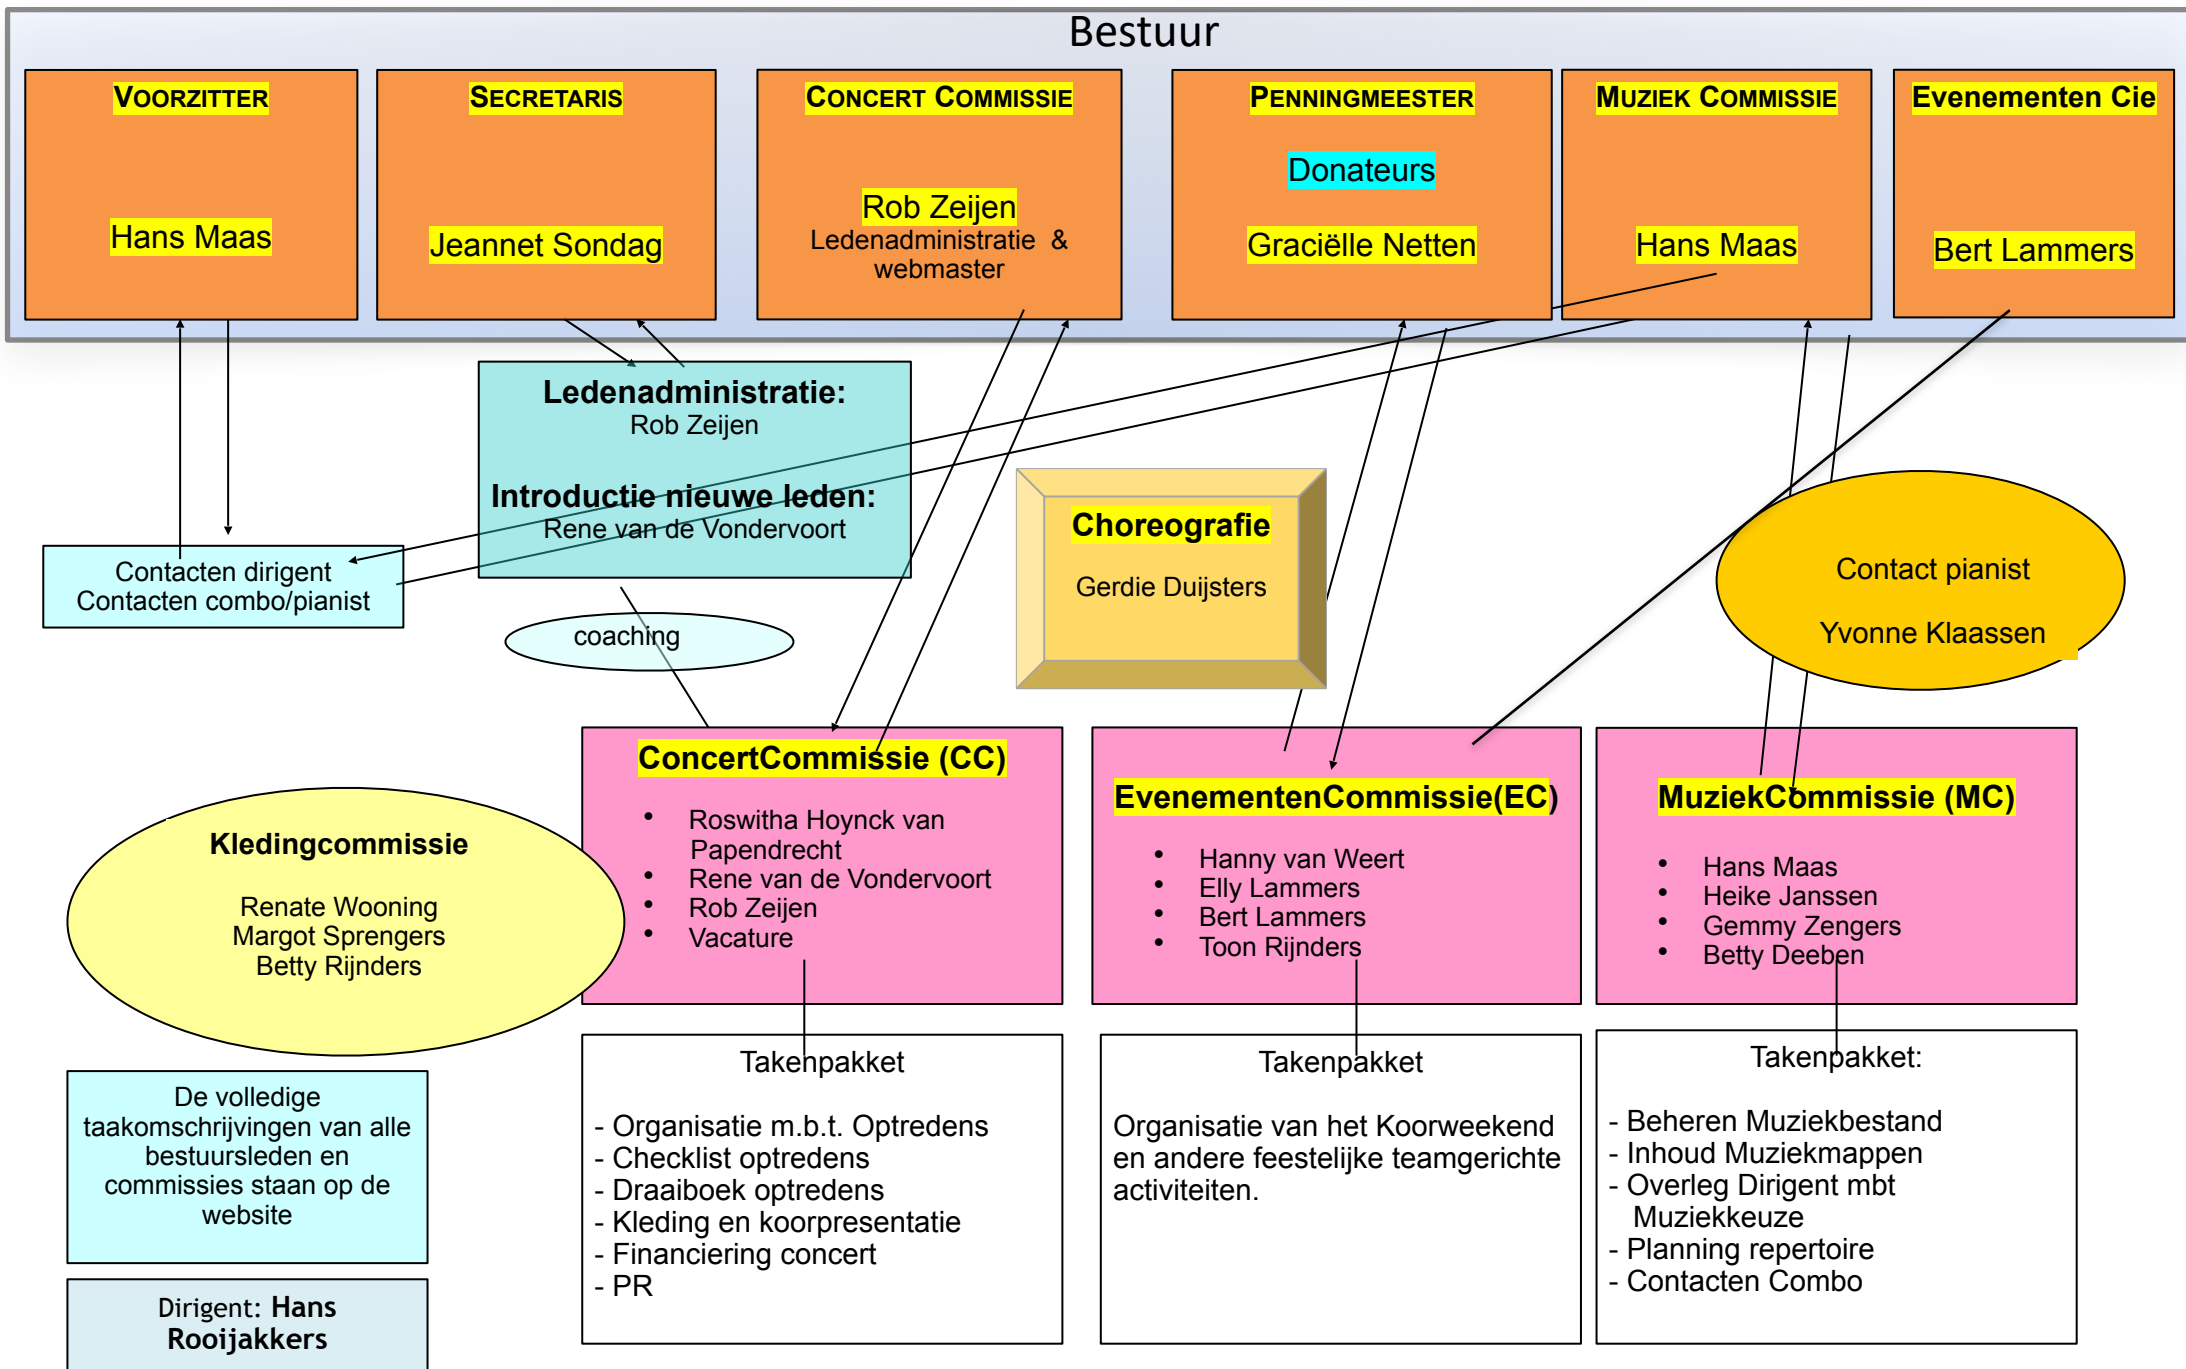 Bestuur
VOORZITTER
Hans Maas
SECRETARIS
Jeannet Sondag
CONCERT COMMISSIE
Rob Zeijen
Ledenadministratie &
webmaster
PENNINGMEESTER
Donateurs
Graciëlle Netten
MUZIEK COMMISSIE
Hans Maas
Evenementen Cie
Bert Lammers
Ledenadministratie:
Rob Zeijen
Introductie nieuwe leden:
Rene van de Vondervoort
Contacten dirigent
Contacten combo/pianist
coaching
Choreografie
Gerdie Duijsters
Contact pianist
Yvonne Klaassen
Kledingcommissie
Renate Wooning
Margot Sprengers
Betty Rijnders
ConcertCommissie (CC)
• Roswitha Hoynck van
Papendrecht
• Rene van de Vondervoort
• Rob Zeijen
• Vacature
EvenementenCommissie(EC)
• Hanny van Weert
• Elly Lammers
• Bert Lammers
• Toon Rijnders
MuziekCommissie (MC)
• Hans Maas
• Heike Janssen
• Gemmy Zengers
• Betty Deeben
De volledige
taakomschrijvingen van alle
bestuursleden en
commissies staan op de
website
Dirigent: Hans
Rooijakkers
Takenpakket
- Organisatie m.b.t. Optredens
- Checklist optredens
- Draaiboek optredens
- Kleding en koorpresentatie
- Financiering concert
- PR
Takenpakket
Organisatie van het Koorweekend
en andere feestelijke teamgerichte
activiteiten.
Takenpakket:
- Beheren Muziekbestand
- Inhoud Muziekmappen
- Overleg Dirigent mbt
Muziekkeuze
- Planning repertoire
- Contacten Combo